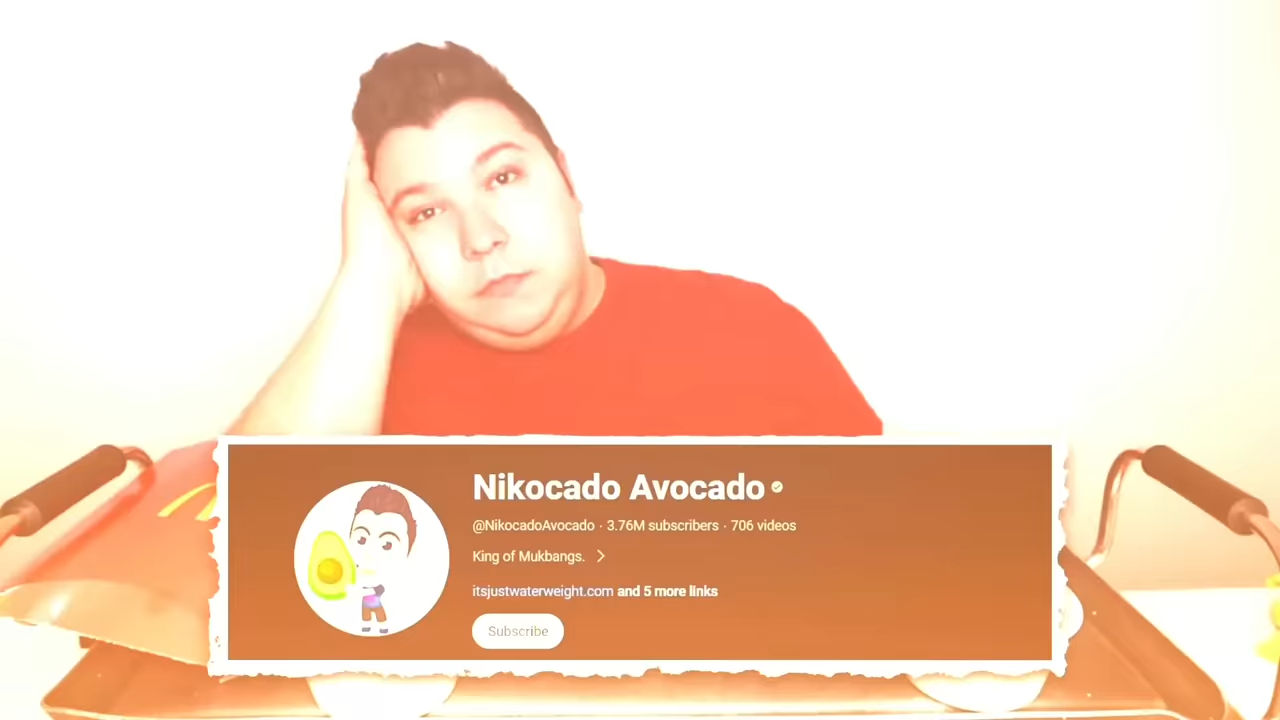 Nikocado Avocado
@NikocadoAvocado · 3.76M subscribers · 706 videos
King of Mukbangs.
itsjustwaterweight.com and 5 more links
Subscribe